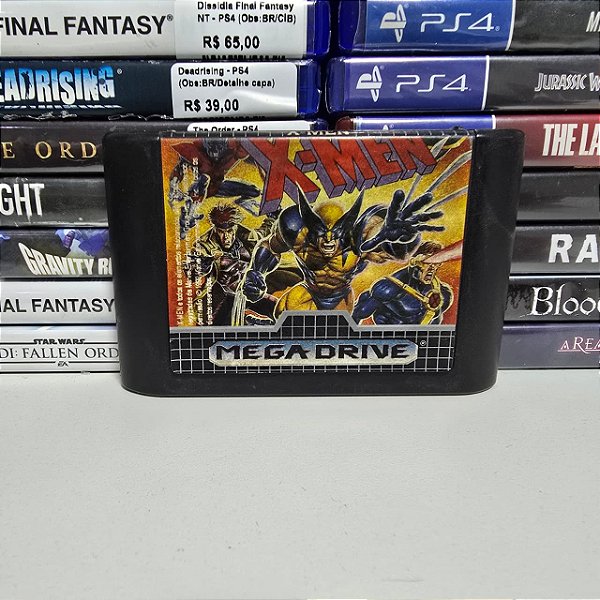 FINAL FANTASY®
Dissidia Final Fantasy
NT - PS4 (Obs:BR/CIB)
R$ 65,00
PS4
DEADRISING®
Deadrising - PS4
(Obs:BR/Detalhe capa)
R$ 39,00
PS4
JURASSIC W
E ORD
The Order - PS4
THE LA
GHT
GRAVITY R
RA
AL FANTASY
Blood
STAR WARS
DI: FALLEN ORD
EA
A REA
X-MEN
MEGA DRIVE